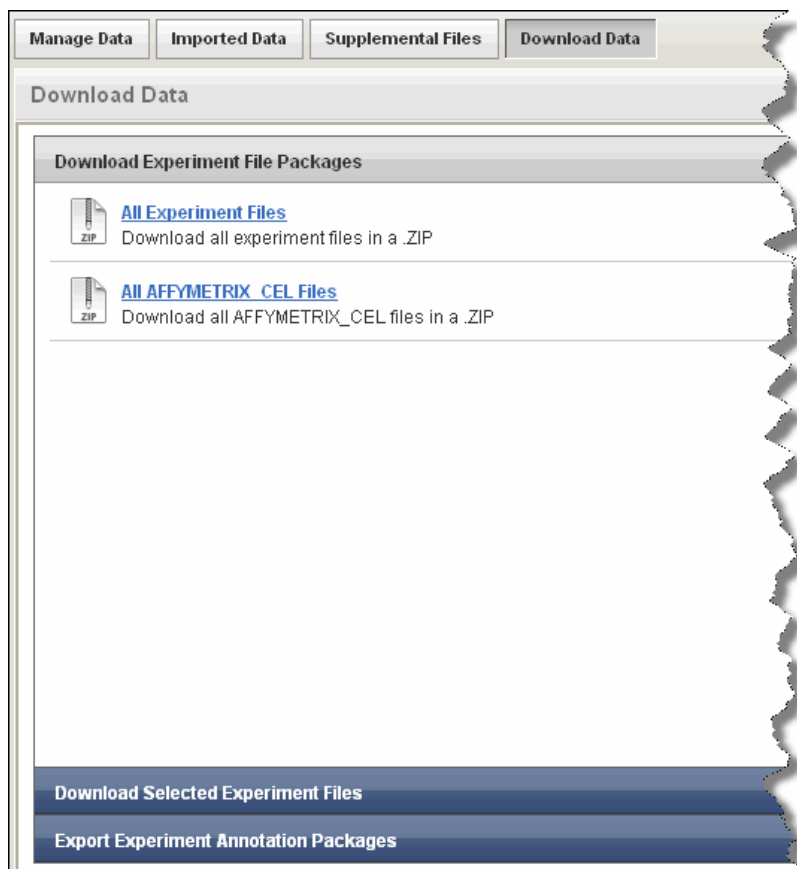 Manage Data Imported Data Supplemental Files Download Data
Download Data
Download Experiment File Packages
ZIP
All Experiment Files
Download all experiment files in a .ZIP
ZIP
All AFFYMETRIX_CEL Files
Download all AFFYMETRIX_CEL files in a .ZIP
Download Selected Experiment Files
Export Experiment Annotation Packages